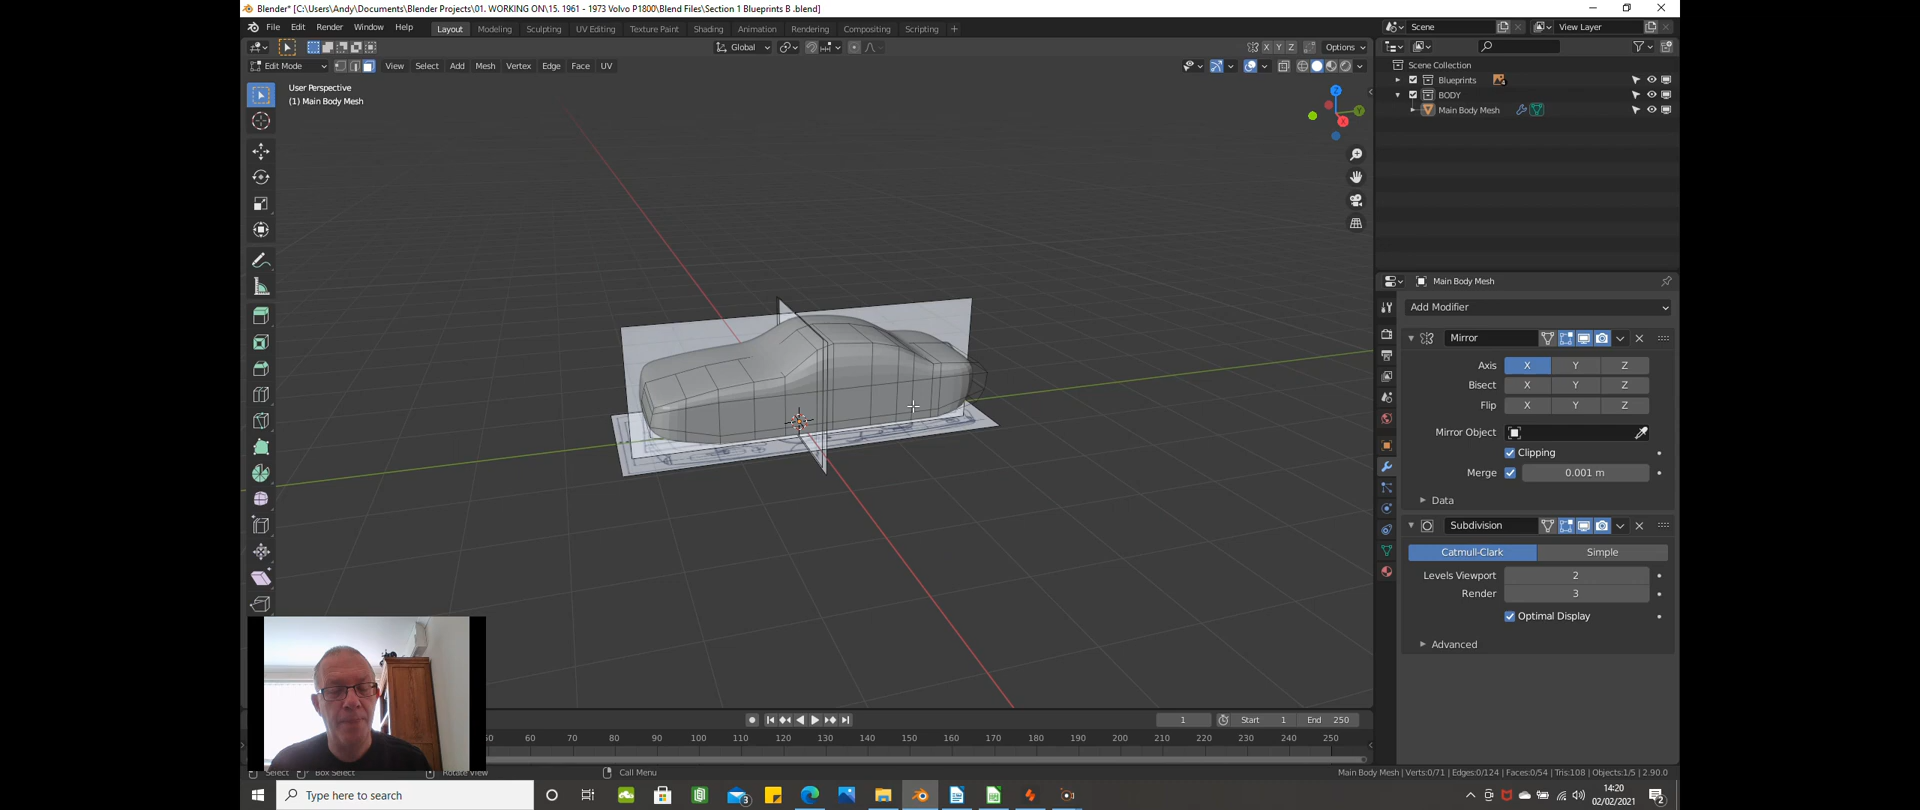 Blender* [C:\Users\Andy\Documents\Blender Projects\01. WORKING ON\15. 1961 - 1973 Volvo P1800\Blend Files\Section 1 Blueprints B .blend]
File Edit Render Window Help Layout Modeling Sculpting UV Editing Texture Paint Shading Animation Rendering Compositing Scripting + Scene View Layer
Global X Y Z Options
Edit Mode View Select Add Mesh Vertex Edge Face UV
Scene Collection
Blueprints
BODY
Main Body Mesh
User Perspective
(1) Main Body Mesh
Z
Y
X
Main Body Mesh
Add Modifier
Mirror
Axis X Y Z
Bisect X Y Z
Flip X Y Z
Mirror Object
Clipping
Merge 0.001 m
Data
Subdivision
Catmull-Clark Simple
Levels Viewport 2
Render 3
Optimal Display
Advanced
1 Start 1 End 250
50 60 70 80 90 100 110 120 130 140 150 160 170 180 190 200 210 220 230 240 250
Select Box Select Rotate View Call Menu Main Body Mesh | Verts:0/71 | Edges:0/124 | Faces:0/54 | Tris:108 | Objects:1/5 | 2.90.0
Type here to search 3 14:20
02/02/2021 2